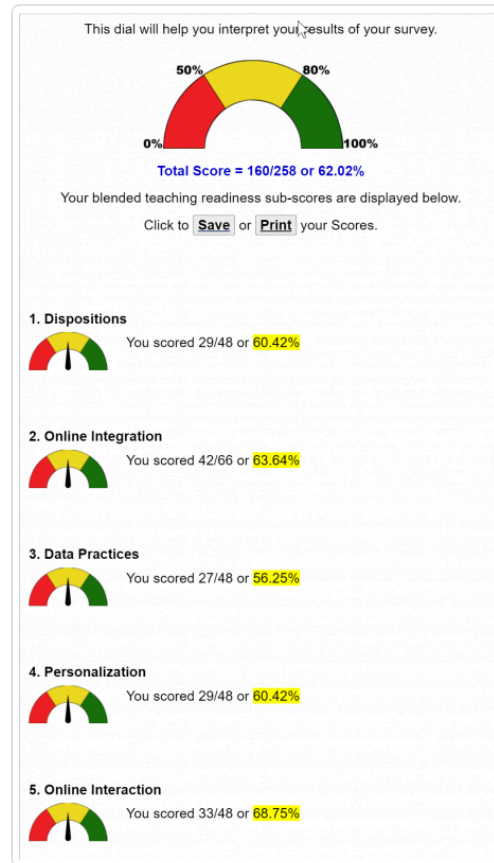 This dial will help you interpret your results of your survey.
50% 80%
0% 100%
Total Score = 160/258 or 62.02%
Your blended teaching readiness sub-scores are displayed below.
Click to Save or Print your Scores.
1. Dispositions
You scored 29/48 or 60.42%
2. Online Integration
You scored 42/66 or 63.64%
3. Data Practices
You scored 27/48 or 56.25%
4. Personalization
You scored 29/48 or 60.42%
5. Online Interaction
You scored 33/48 or 68.75%